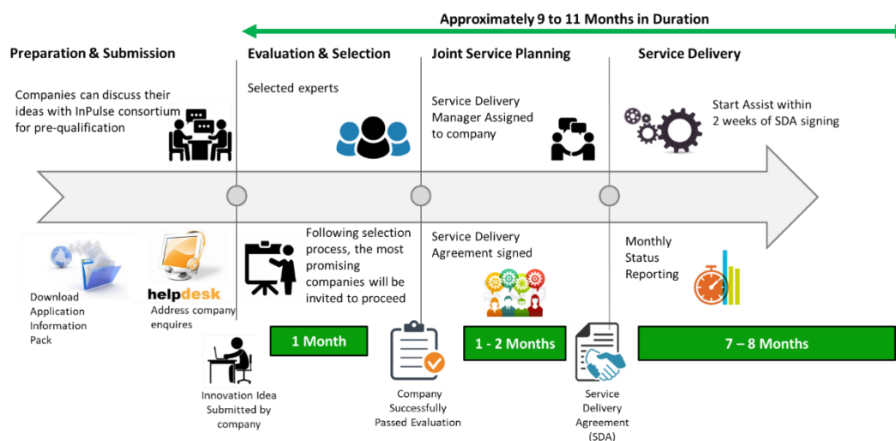 Approximately 9 to 11 Months in Duration
Preparation & Submission
Evaluation & Selection
Joint Service Planning
Service Delivery
Companies can discuss their
ideas with InPulse consortium
for pre-qualification
Selected experts
Service Delivery
Manager Assigned
to company
Start Assist within
2 weeks of SDA signing
Download
Application
Information
Pack
helpdesk
Address company
enquires
Following selection
process, the most
promising
companies will be
invited to proceed
Service Delivery
Agreement signed
Monthly
Status
Reporting
1 Month
1 - 2 Months
7 – 8 Months
Innovation Idea
Submitted by
company
Company
Successfully
Passed Evaluation
Service
Delivery
Agreement
(SDA)